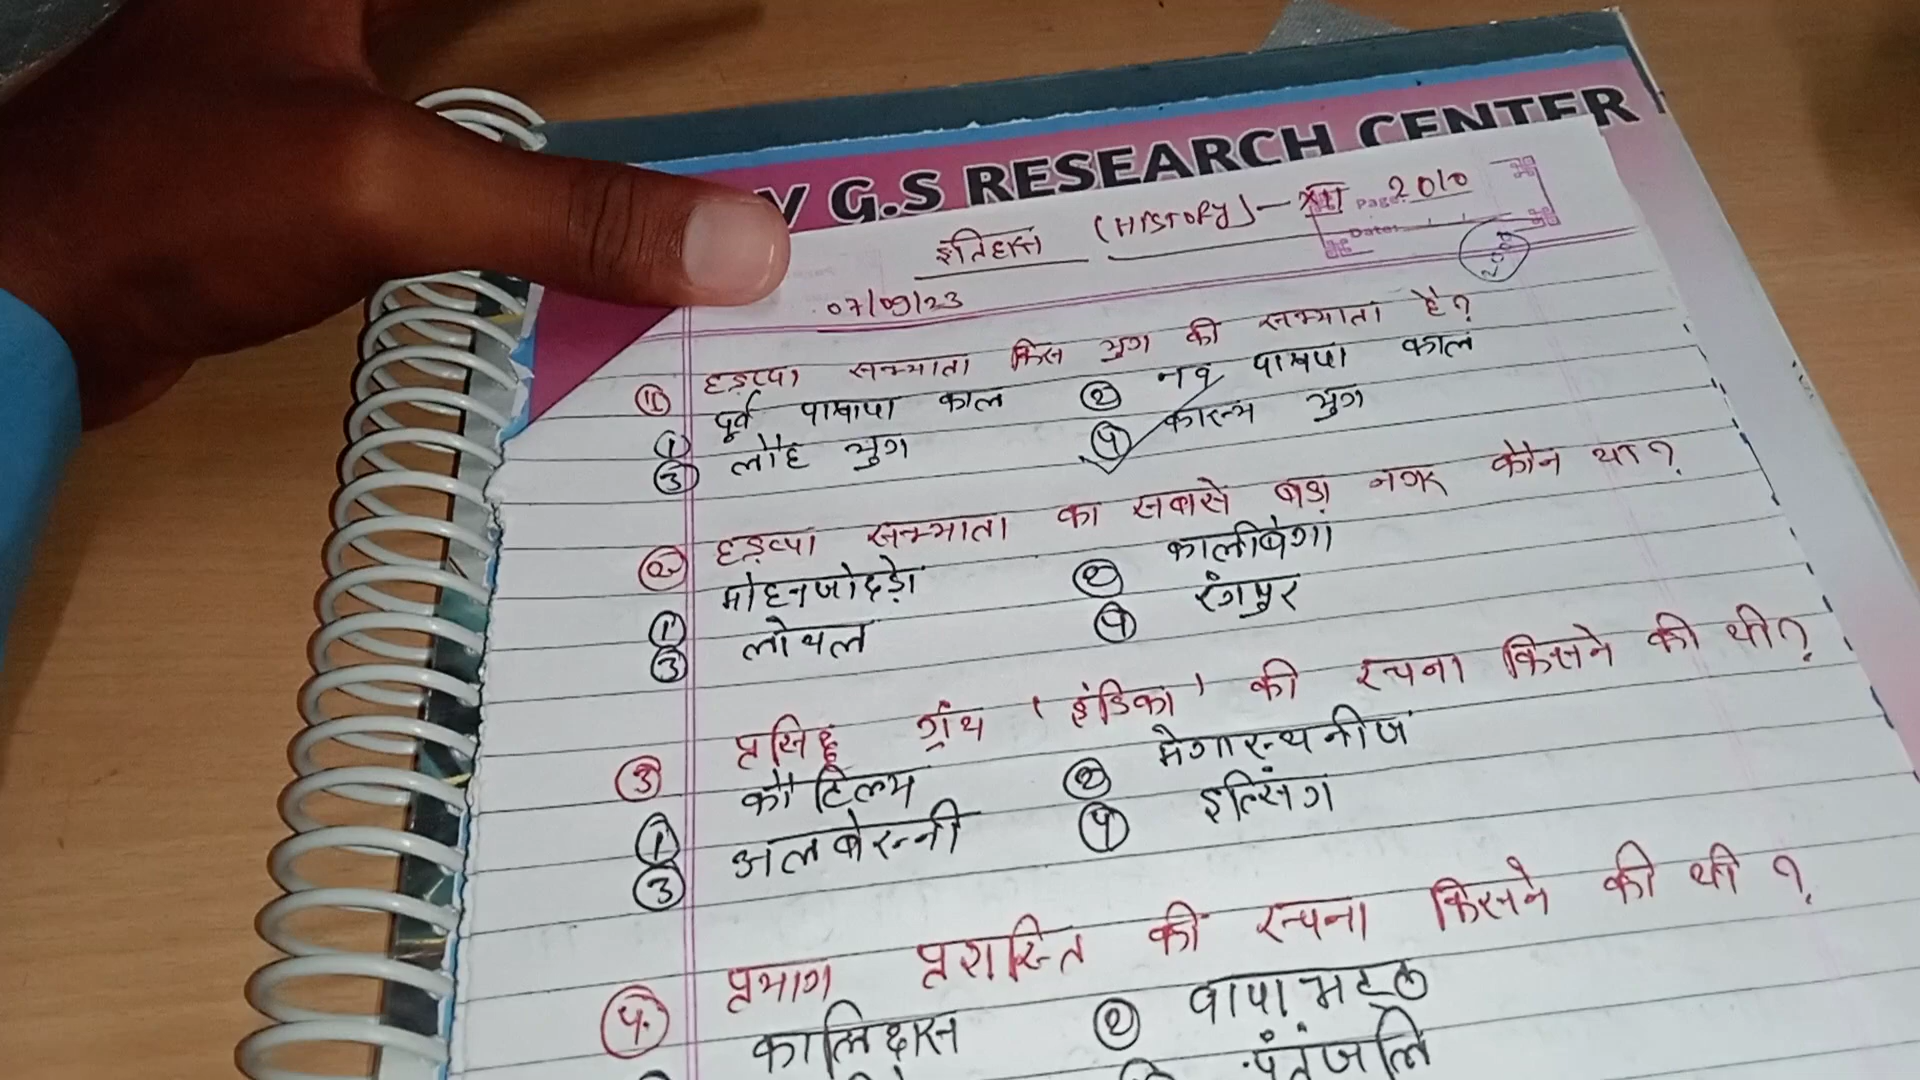 V G.S RESEARCH CENTER
इतिहास (HISTORY) - XII Page: 2010
Date:
07/09/23
① हड़प्पा सभ्यता किस युग की सभ्यता है?
① पूर्व पाषाण काल ② नव पाषाण काल
③ लौह युग ④ कास्य युग
② हड़प्पा सभ्यता का सबसे बड़ा नगर कौन था?
① मोहनजोदड़ो ② कालीबंगा
③ लोथल ④ रंगपुर
③ प्रसिद्ध ग्रंथ 'इंडिका' की रचना किसने की थी?
① कौटिल्य ② मेगास्थनीज
③ अलबेरूनी ④ इत्सिंग
4. प्रयाग प्रशस्ति की रचना किसने की थी?
कालिदास ② वाणभट्ट
पंतंजलि